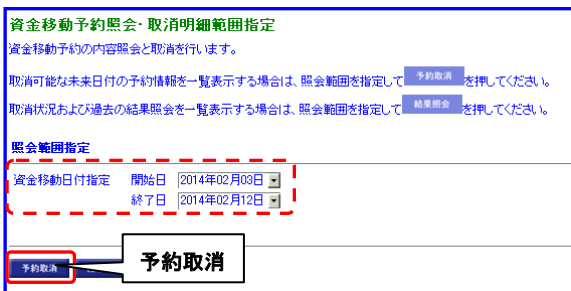 資金移動予約照会・取消明細範囲指定
資金移動予約の内容照会と取消を行います。
取消可能な未来日付の予約情報を一覧表示する場合は、照会範囲を指定して 予約取消 を押してください。
取消状況および過去の結果照会を一覧表示する場合は、照会範囲を指定して 結果照会 を押してください。
照会範囲指定
資金移動日付指定 開始日 2014年02月03日
終了日 2014年02月12日
予約取消
予約取消